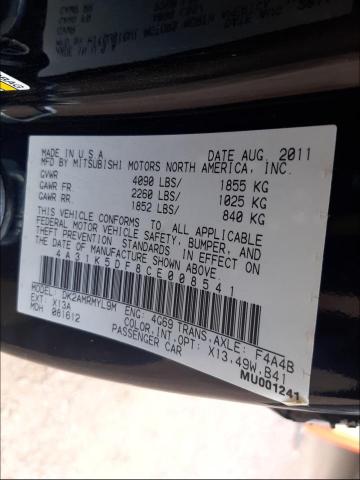 MADE IN U S A DATE AUG. 2011
MFD BY MITSUBISHI MOTORS NORTH AMERICA, INC.
GVWR 4090 LBS/ 1855 KG
GAWR FR. 2260 LBS/ 1025 KG
GAWR RR. 1852 LBS/ 840 KG
THIS VEHICLE CONFORMS TO ALL APPLICABLE
FEDERAL MOTOR VEHICLE SAFETY, BUMPER, AND
THEFT PREVENTION STANDARDS IN EFFECT ON THE
DATE OF MANUFACTURE SHOWN ABOVE.
4A31K5DF8CE008541
DK2AMRMYL9M ENG: 4G69 TRANS, AXLE: F4A4B
EXT: X13A COLOR, INT, OPT: X13, 49W, B41
MDH 081612 PASSENGER CAR
MU001241